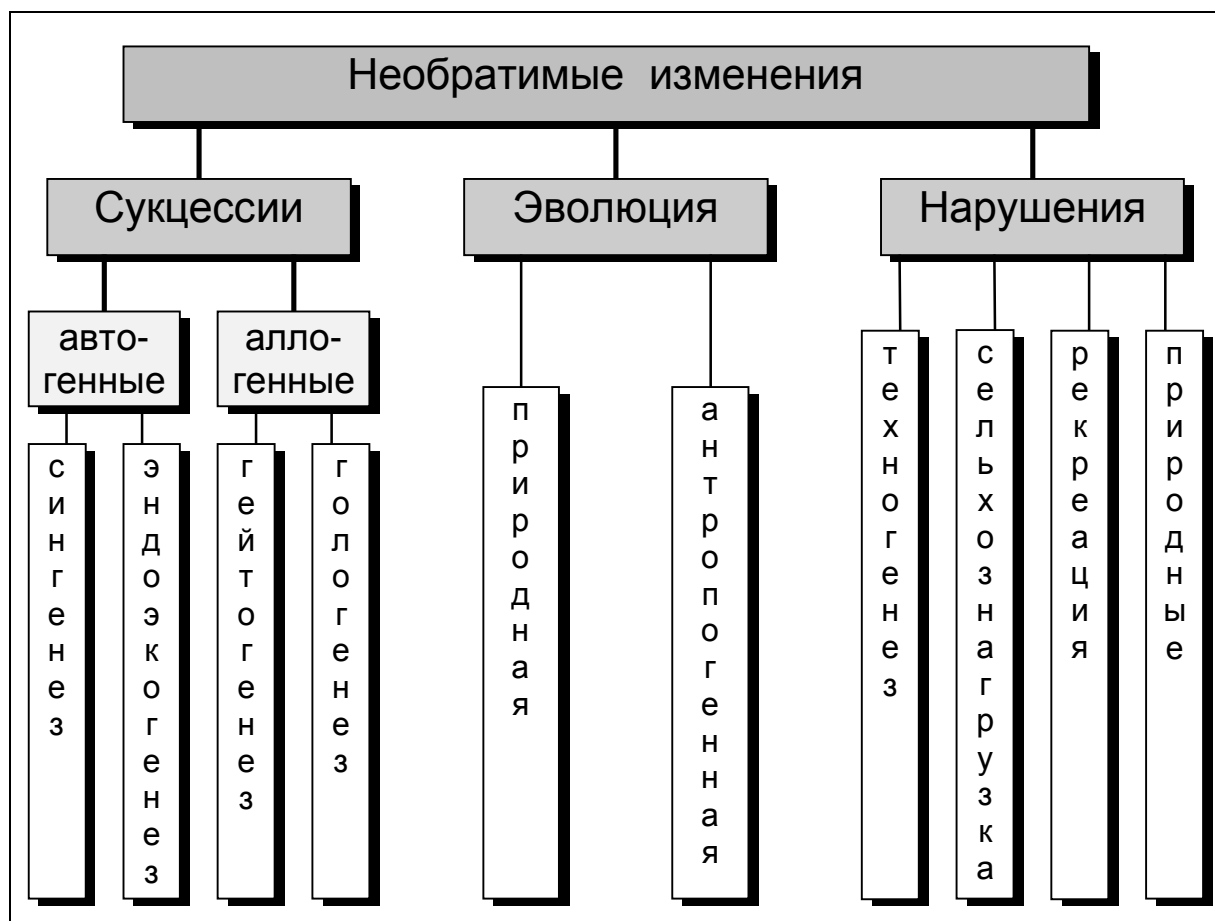 Необратимые изменения
Сукцессии
Эволюция
Нарушения
авто-
генные
алло-
генные
сингенез
эндоэкогенез
гейтогенез
гологенез
природная
антропогенная
техногенез
сельхознагрузка
рекреация
природные